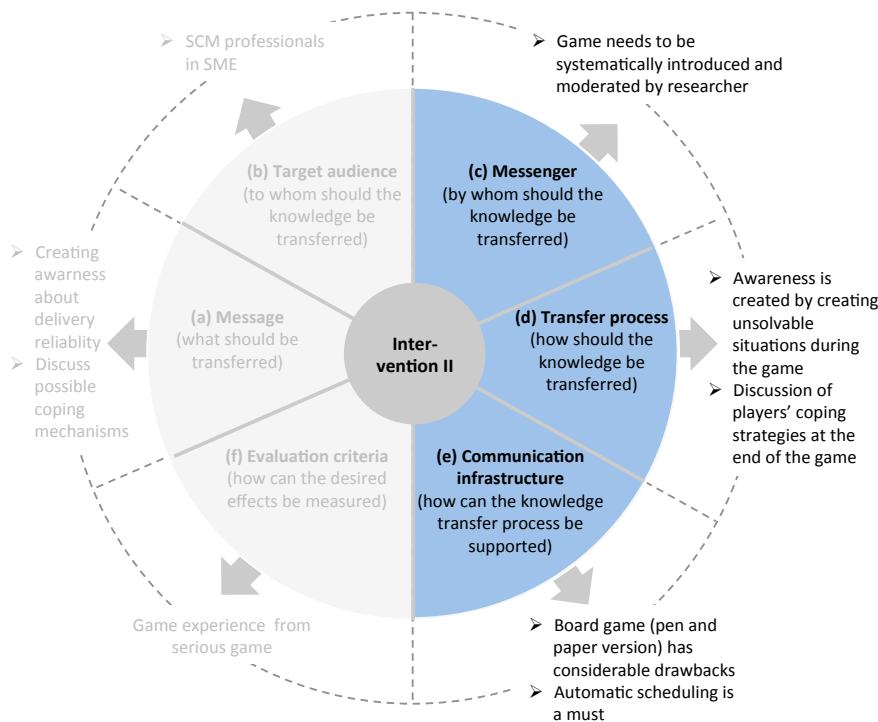 ➢ SCM professionals
in SME
➢ Game needs to be
systematically introduced and
moderated by researcher
(b) Target audience
(to whom should the
knowledge be
transferred)
(c) Messenger
(by whom should the
knowledge be
transferred)
➢ Creating
awarness
about
delivery
reliablity
➢ Discuss
possible
coping
mechanisms
(a) Message
(what should be
transferred)
Inter-
vention II
(d) Transfer process
(how should the
knowledge be
transferred)
➢ Awareness is
created by creating
unsolvable
situations during
the game
➢ Discussion of
players’ coping
strategies at the
end of the game
(f) Evaluation criteria
(how can the desired
effects be measured)
(e) Communication
infrastructure
(how can the knowledge
transfer process be
supported)
Game experience from
serious game
➢ Board game (pen and
paper version) has
considerable drawbacks
➢ Automatic scheduling is
a must